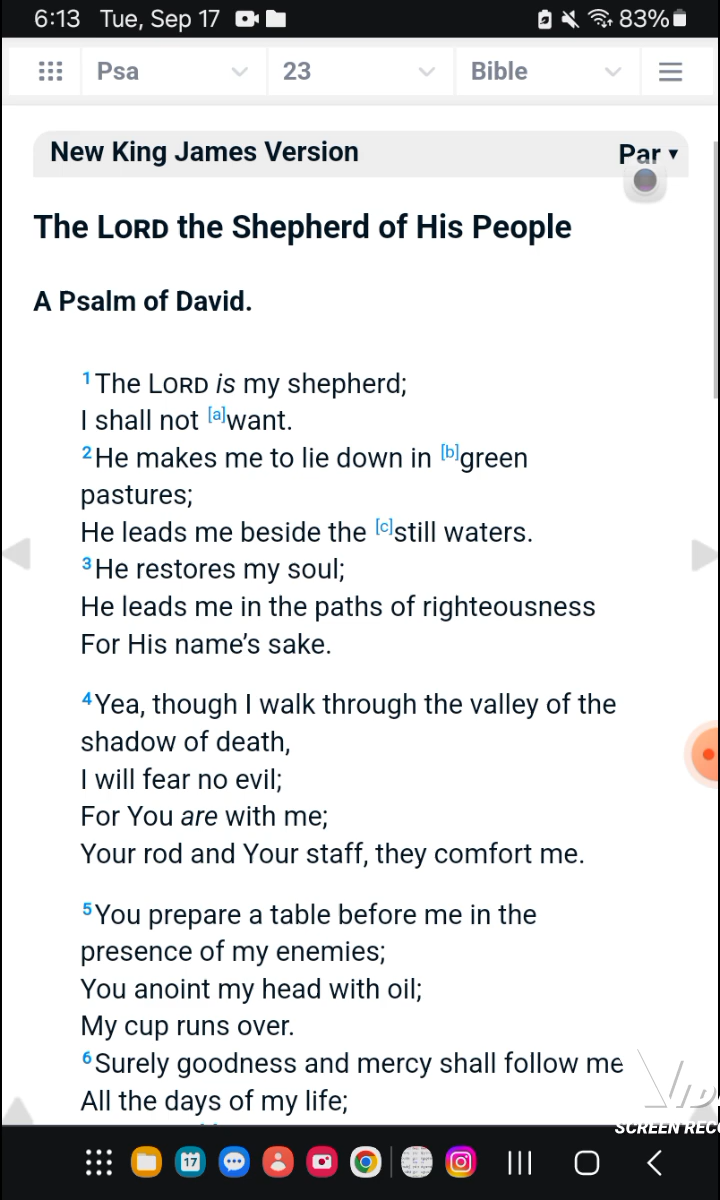 6:13 Tue, Sep 17 83%
Psa 23 Bible
New King James Version Par ▾
The LORD the Shepherd of His People
A Psalm of David.
1 The LORD is my shepherd;
I shall not [a]want.
2 He makes me to lie down in [b]green
pastures;
He leads me beside the [c]still waters.
3 He restores my soul;
He leads me in the paths of righteousness
For His name’s sake.
4 Yea, though I walk through the valley of the
shadow of death,
I will fear no evil;
For You are with me;
Your rod and Your staff, they comfort me.
5 You prepare a table before me in the
presence of my enemies;
You anoint my head with oil;
My cup runs over.
6 Surely goodness and mercy shall follow me
All the days of my life;
SCREEN REC
17